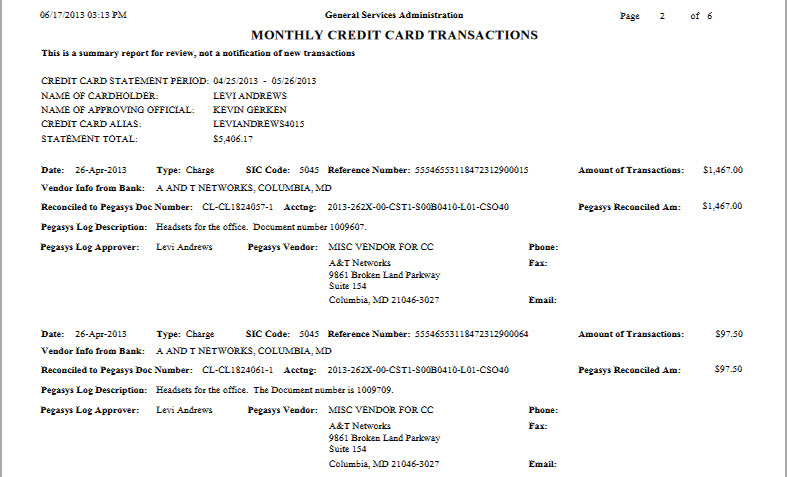 06/17/2013 03:13 PM General Services Administration Page 2 of 6
MONTHLY CREDIT CARD TRANSACTIONS
This is a summary report for review, not a notification of new transactions
CREDIT CARD STATEMENT PERIOD: 04/25/2013 - 05/26/2013
NAME OF CARDHOLDER: LEVI ANDREWS
NAME OF APPROVING OFFICIAL: KEVIN GERKEN
CREDIT CARD ALIAS: LEVIANDREWS4015
STATEMENT TOTAL: $5,406.17
Date: 26-Apr-2013 Type: Charge SIC Code: 5045 Reference Number: 55546553118472312900015 Amount of Transactions: $1,467.00
Vendor Info from Bank: A AND T NETWORKS, COLUMBIA, MD
Reconciled to Pegasys Doc Number: CL-CL1824057-1 Acctng: 2013-262X-00-CST1-S00B0410-L01-CSO40 Pegasys Reconciled Am: $1,467.00
Pegasys Log Description: Headsets for the office. Document number 1009607.
Pegasys Log Approver: Levi Andrews Pegasys Vendor: MISC VENDOR FOR CC Phone:
A&T Networks Fax:
9861 Broken Land Parkway
Suite 154
Columbia, MD 21046-3027 Email:
Date: 26-Apr-2013 Type: Charge SIC Code: 5045 Reference Number: 55546553118472312900064 Amount of Transactions: $97.50
Vendor Info from Bank: A AND T NETWORKS, COLUMBIA, MD
Reconciled to Pegasys Doc Number: CL-CL1824061-1 Acctng: 2013-262X-00-CST1-S00B0410-L01-CSO40 Pegasys Reconciled Am: $97.50
Pegasys Log Description: Headsets for the office. The Document number is 1009709.
Pegasys Log Approver: Levi Andrews Pegasys Vendor: MISC VENDOR FOR CC Phone:
A&T Networks Fax:
9861 Broken Land Parkway
Suite 154
Columbia, MD 21046-3027 Email: